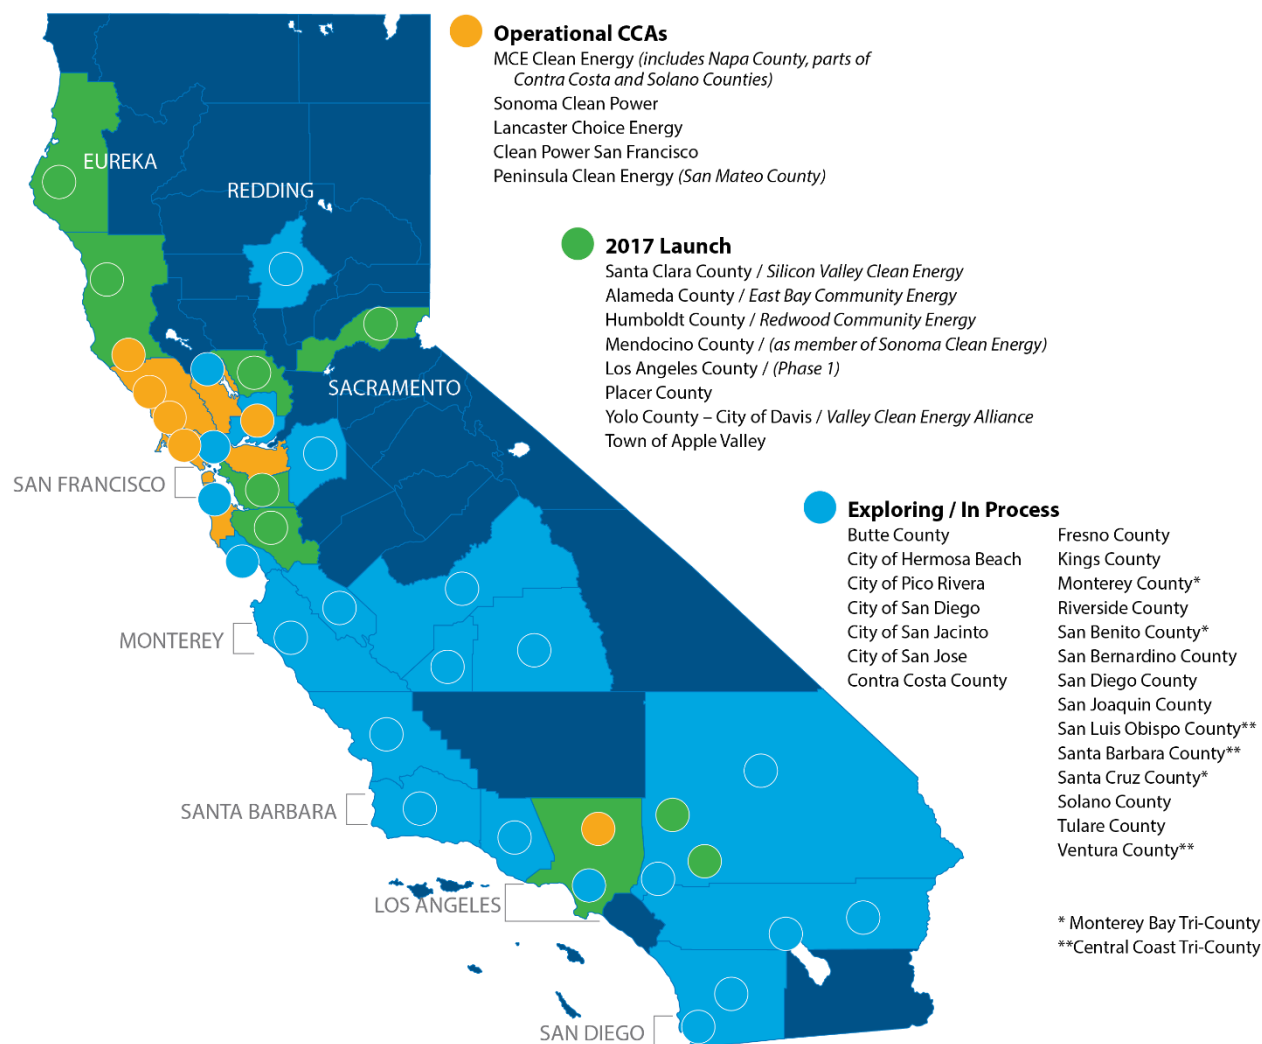 Operational CCAs
MCE Clean Energy (includes Napa County, parts of
Contra Costa and Solano Counties)
Sonoma Clean Power
Lancaster Choice Energy
Clean Power San Francisco
Peninsula Clean Energy (San Mateo County)
2017 Launch
Santa Clara County / Silicon Valley Clean Energy
Alameda County / East Bay Community Energy
Humboldt County / Redwood Community Energy
Mendocino County / (as member of Sonoma Clean Energy)
Los Angeles County / (Phase 1)
Placer County
Yolo County – City of Davis / Valley Clean Energy Alliance
Town of Apple Valley
Exploring / In Process
Butte County
City of Hermosa Beach
City of Pico Rivera
City of San Diego
City of San Jacinto
City of San Jose
Contra Costa County
Fresno County
Kings County
Monterey County*
Riverside County
San Benito County*
San Bernardino County
San Diego County
San Joaquin County
San Luis Obispo County**
Santa Barbara County**
Santa Cruz County*
Solano County
Tulare County
Ventura County**
* Monterey Bay Tri-County
**Central Coast Tri-County
EUREKA
REDDING
SACRAMENTO
SAN FRANCISCO
MONTEREY
SANTA BARBARA
LOS ANGELES
SAN DIEGO